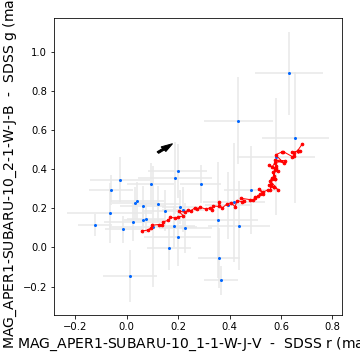 MAG_APER1-SUBARU-10_2-1-W-J-B - SDSS g (ma
1.0
0.8
0.6
0.4
0.2
0.0
−0.2
−0.2 0.0 0.2 0.4 0.6 0.8
MAG_APER1-SUBARU-10_1-1-W-J-V - SDSS r (ma